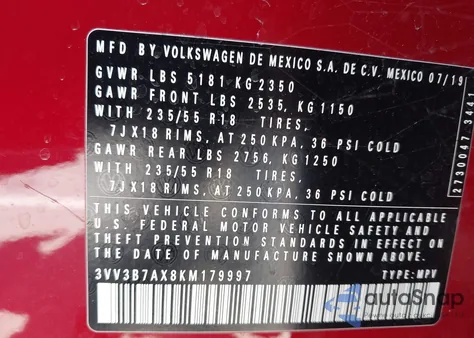 MFD BY VOLKSWAGEN DE MEXICO S.A. DE C.V. MEXICO 07/19
GVWR LBS 5181 KG 2350
GAWR FRONT LBS 2535, KG 1150
WITH 235/55 R18 TIRES,
7JX18 RIMS, AT 250 KPA, 36 PSI COLD
GAWR REAR LBS 2756, KG 1250
WITH 235/55 R18 TIRES,
7JX18 RIMS, AT 250 KPA, 36 PSI COLD
THIS VEHICLE CONFORMS TO ALL APPLICABLE
U.S. FEDERAL MOTOR VEHICLE SAFETY AND
THEFT PREVENTION STANDARDS IN EFFECT ON
THE DATE OF MANUFACTURE SHOWN ABOVE.
3VV3B7AX8KM179997 TYPE: MPV
2730047 3411
autoSnap